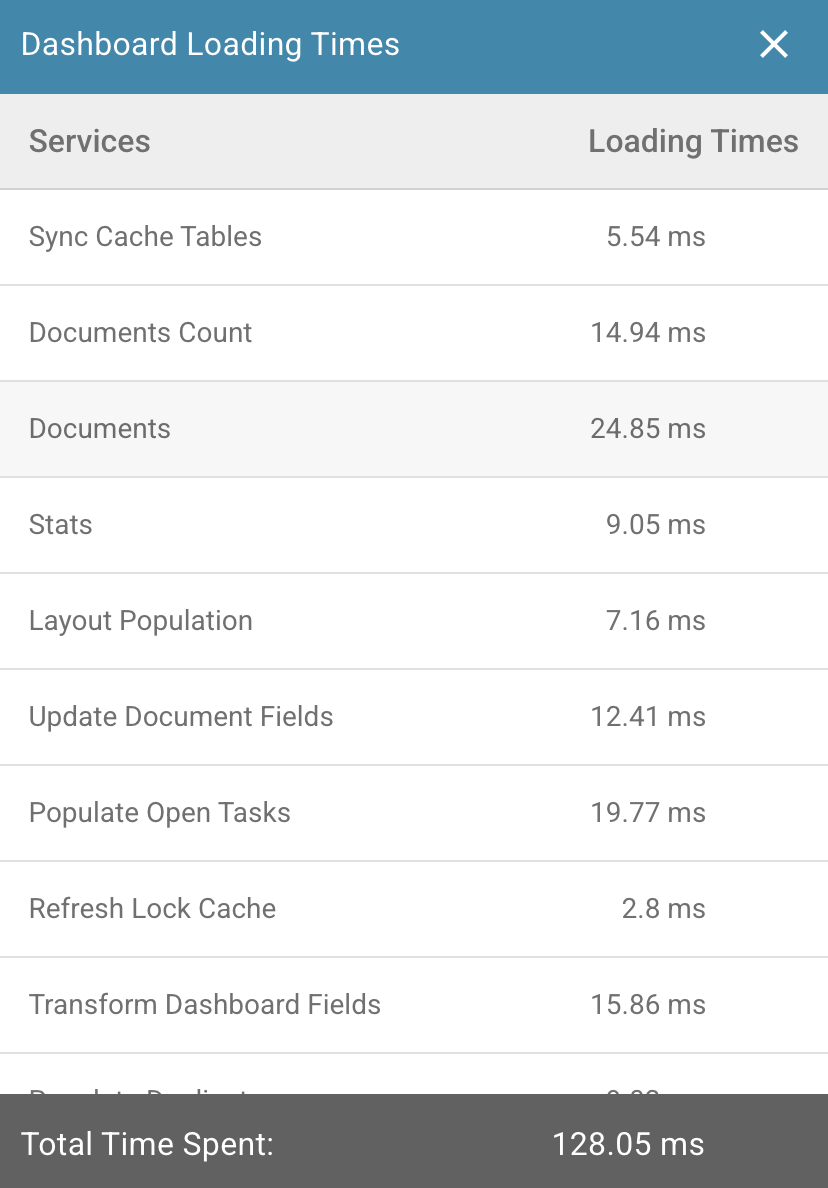 Dashboard Loading Times
Services Loading Times
Sync Cache Tables 5.54 ms
Documents Count 14.94 ms
Documents 24.85 ms
Stats 9.05 ms
Layout Population 7.16 ms
Update Document Fields 12.41 ms
Populate Open Tasks 19.77 ms
Refresh Lock Cache 2.8 ms
Transform Dashboard Fields 15.86 ms
Total Time Spent: 128.05 ms